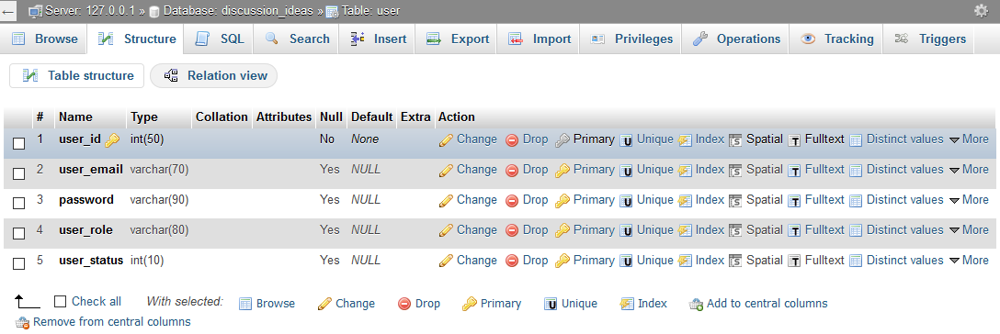 Server: 127.0.0.1 » Database: discussion_ideas » Table: user
Browse Structure SQL Search Insert Export Import Privileges Operations Tracking Triggers
Table structure Relation view
# Name Type Collation Attributes Null Default Extra Action
1 user_id int(50) No None Change Drop Primary Unique Index Spatial Fulltext Distinct values More
2 user_email varchar(70) Yes NULL Change Drop Primary Unique Index Spatial Fulltext Distinct values More
3 password varchar(90) Yes NULL Change Drop Primary Unique Index Spatial Fulltext Distinct values More
4 user_role varchar(80) Yes NULL Change Drop Primary Unique Index Spatial Fulltext Distinct values More
5 user_status int(10) Yes NULL Change Drop Primary Unique Index Spatial Fulltext Distinct values More
Check all With selected: Browse Change Drop Primary Unique Index Add to central columns
Remove from central columns